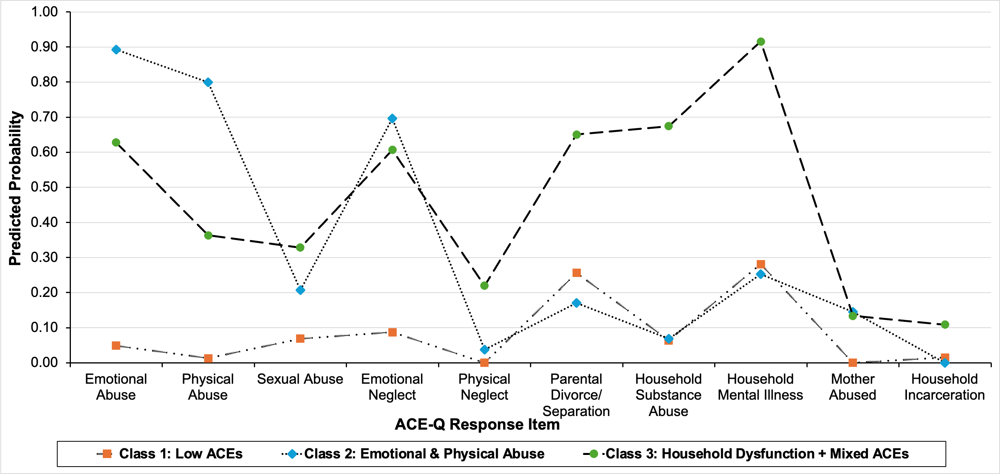 1.00
0.90
0.80
0.70
0.60
0.50
0.40
0.30
0.20
0.10
0.00
Predicted Probability
Emotional
Abuse
Physical
Abuse
Sexual Abuse
Emotional
Neglect
Physical
Neglect
Parental
Divorce/
Separation
Household
Substance
Abuse
Household
Mental Illness
Mother
Abused
Household
Incarceration
ACE-Q Response Item
Class 1: Low ACEs
Class 2: Emotional & Physical Abuse
Class 3: Household Dysfunction + Mixed ACEs